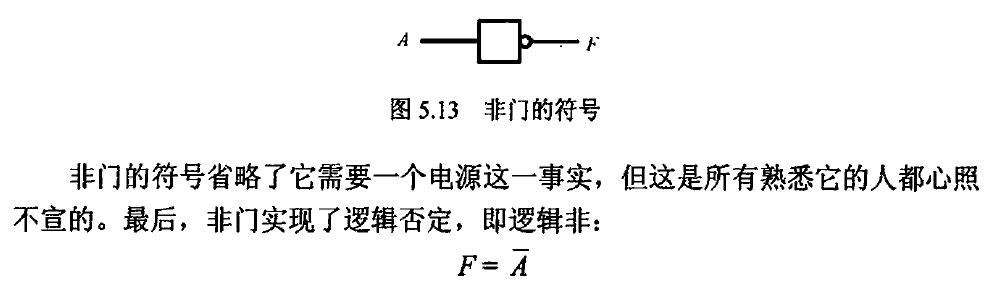 A F
图 5.13 非门的符号
非门的符号省略了它需要一个电源这一事实，但这是所有熟悉它的人都心照
不宣的。最后，非门实现了逻辑否定，即逻辑非：
F = A̅